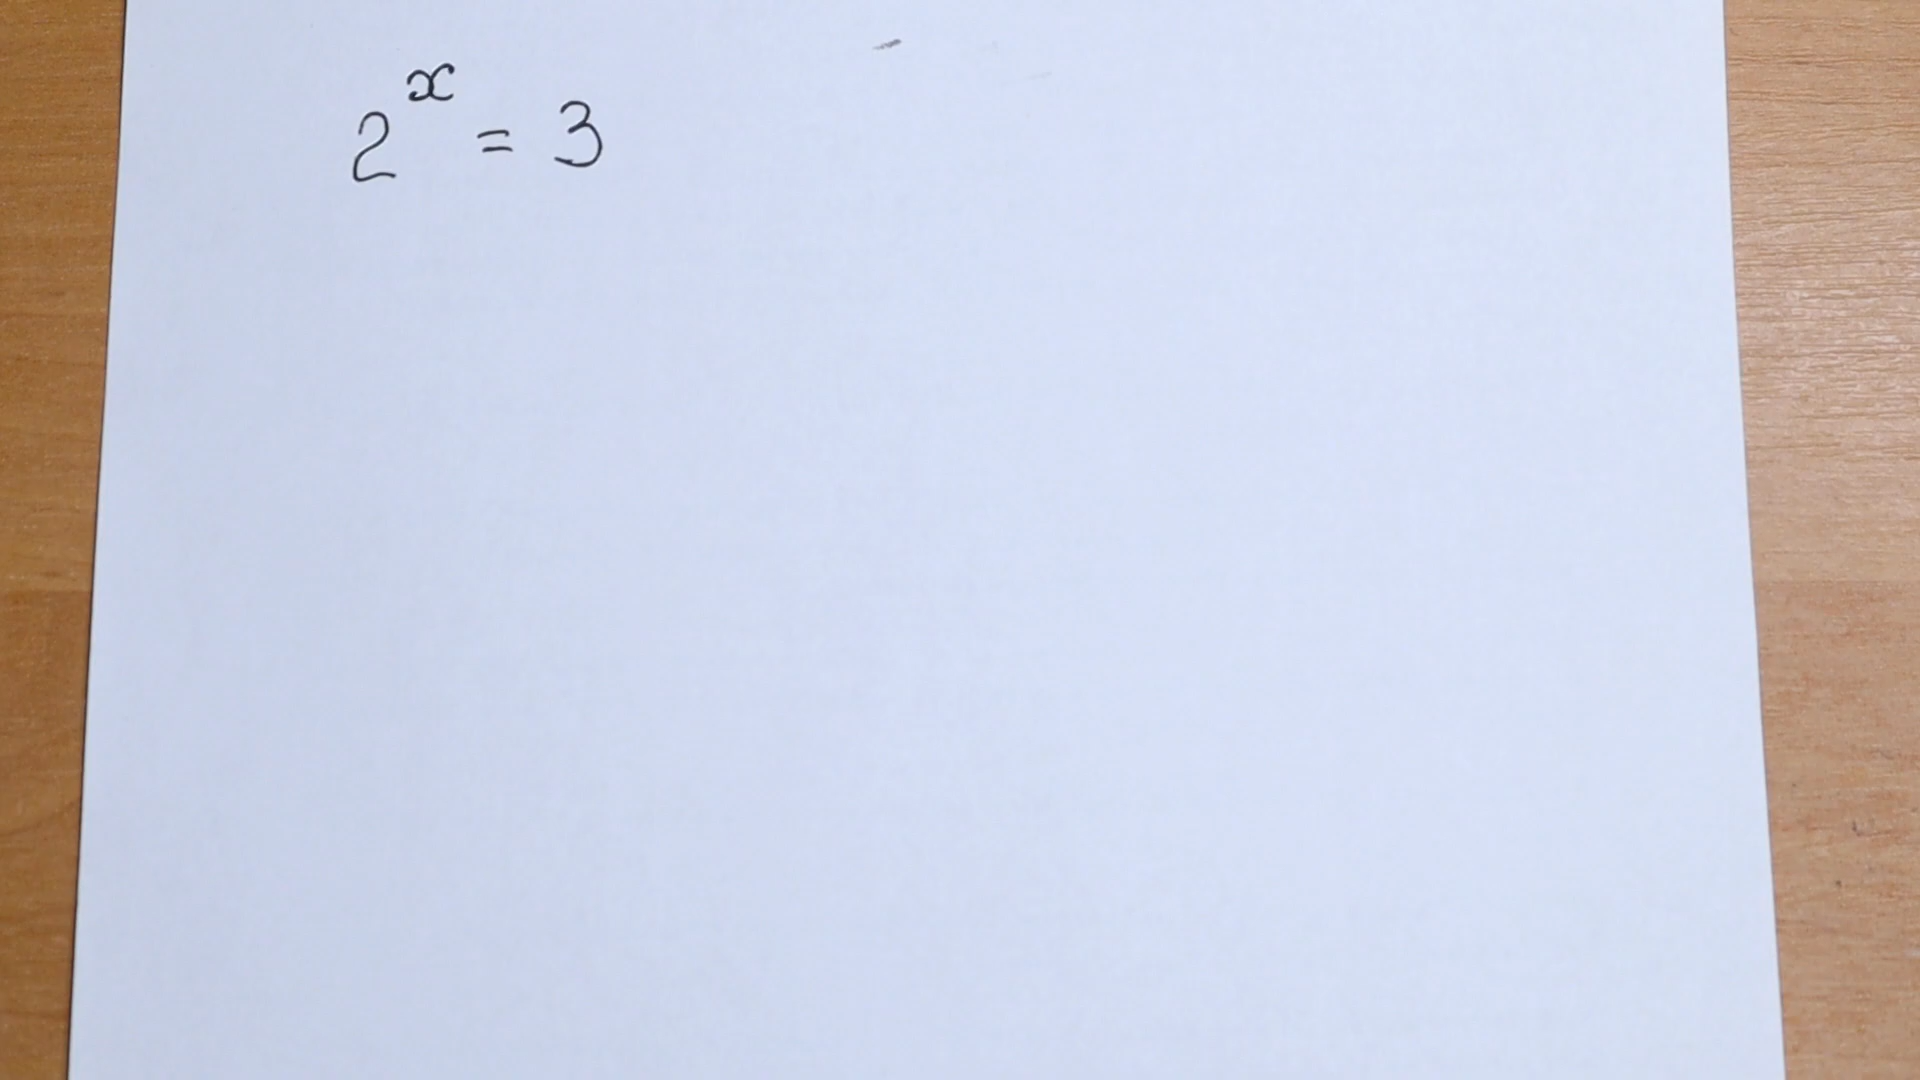 2^x = 3